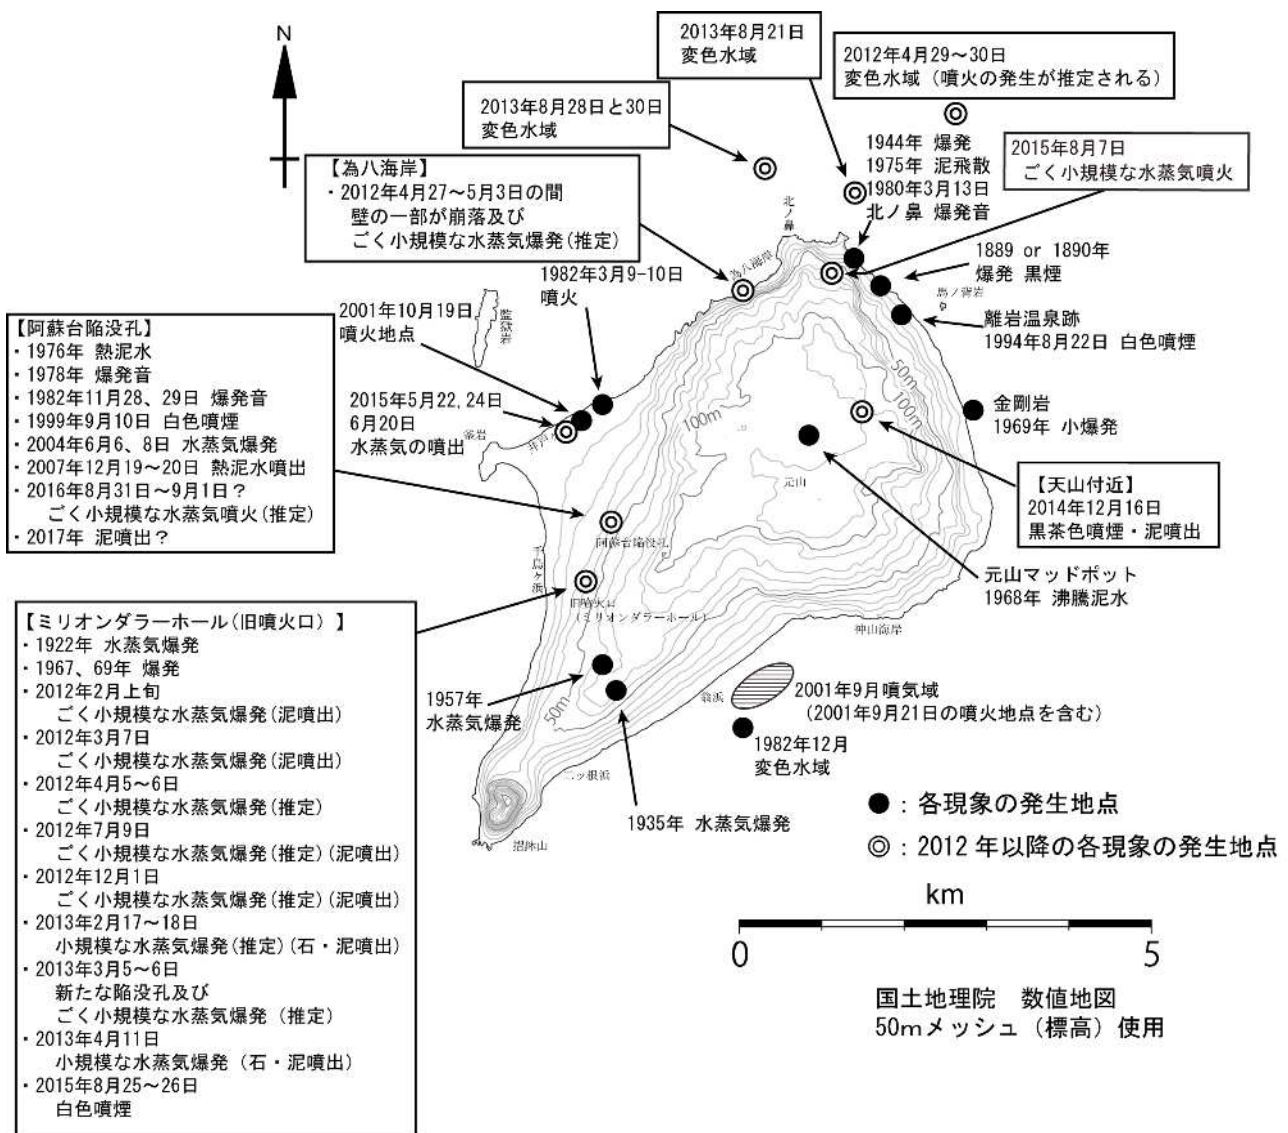 N
2013年8月21日
変色水域
2012年4月29～30日
変色水域（噴火の発生が推定される）
2013年8月28日と30日
変色水域
1944年 爆発
1975年 泥飛散
1980年3月13日
北ノ鼻 爆発音
2015年8月7日
ごく小規模な水蒸気噴火
【為八海岸】
・2012年4月27～5月3日の間
壁の一部が崩落及び
ごく小規模な水蒸気爆発(推定)
北ノ鼻
為八海岸
1889 or 1890年
爆発 黒煙
馬ノ背岩
離岩温泉跡
1994年8月22日 白色噴煙
1982年3月9-10日
噴火
2001年10月19日
噴火地点
監獄岩
【阿蘇台陥没孔】
・1976年 熱泥水
・1978年 爆発音
・1982年11月28、29日 爆発音
・1999年9月10日 白色噴煙
・2004年6月6、8日 水蒸気爆発
・2007年12月19～20日 熱泥水噴出
・2016年8月31日～9月1日？
ごく小規模な水蒸気噴火(推定)
・2017年 泥噴出？
2015年5月22,24日
6月20日
水蒸気の噴出
釜岩
井戸ヶ
50m
100m
100m
金剛岩
1969年 小爆発
元山
【天山付近】
2014年12月16日
黒茶色噴煙・泥噴出
阿蘇台陥没孔
千鳥ヶ浜
元山マッドポット
1968年 沸騰泥水
旧噴火口
（ミリオンダラーホール）
神山海岸
【ミリオンダラーホール(旧噴火口) 】
・1922年 水蒸気爆発
・1967、69年 爆発
・2012年2月上旬
ごく小規模な水蒸気爆発(泥噴出)
・2012年3月7日
ごく小規模な水蒸気爆発(泥噴出)
・2012年4月5～6日
ごく小規模な水蒸気爆発(推定)
・2012年7月9日
ごく小規模な水蒸気爆発(推定)(泥噴出)
・2012年12月1日
ごく小規模な水蒸気爆発(推定)(泥噴出)
・2013年2月17～18日
小規模な水蒸気爆発(推定)(石・泥噴出)
・2013年3月5～6日
新たな陥没孔及び
ごく小規模な水蒸気爆発 (推定)
・2013年4月11日
小規模な水蒸気爆発 (石・泥噴出)
・2015年8月25～26日
白色噴煙
1957年
水蒸気爆発
50m
翁浜
2001年9月噴気域
(2001年9月21日の噴火地点を含む)
1982年12月
変色水域
二ッ根浜
1935年 水蒸気爆発
摺鉢山
●：各現象の発生地点
◎：2012 年以降の各現象の発生地点
km
0
5
国土地理院 数値地図
50mメッシュ（標高）使用